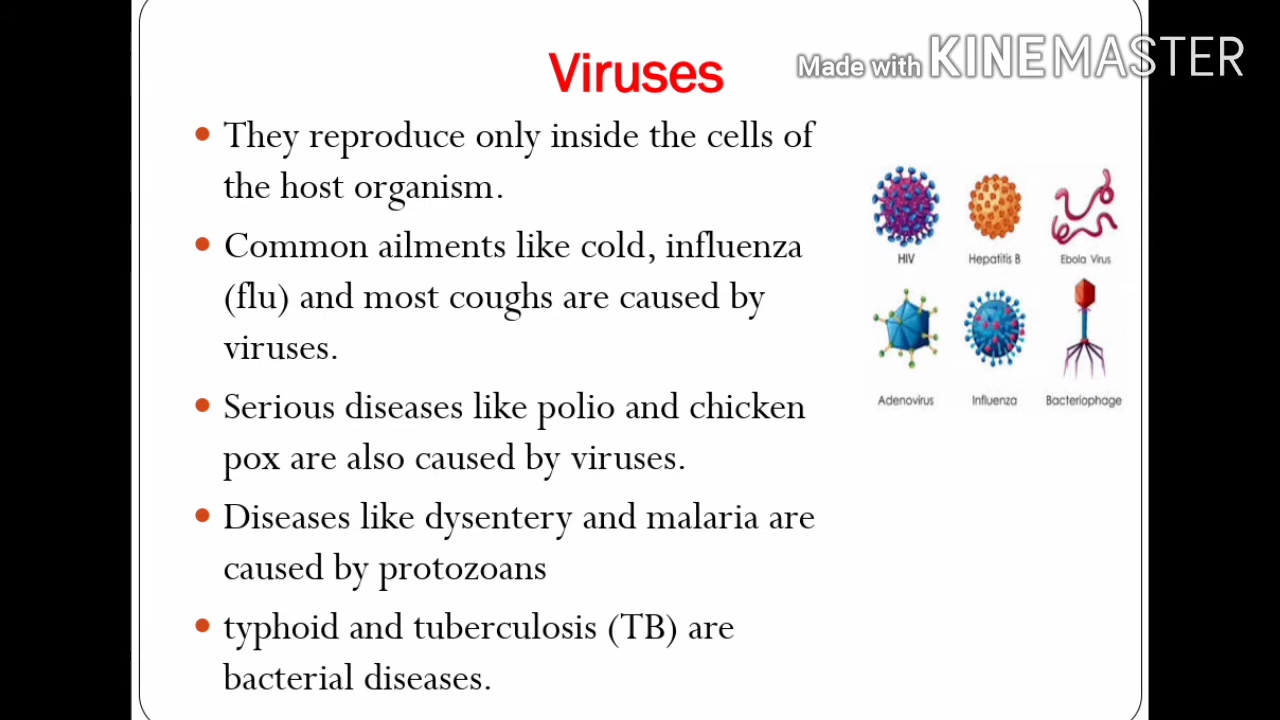 Viruses
Made with KINEMASTER
They reproduce only inside the cells of
the host organism.
Common ailments like cold, influenza
(flu) and most coughs are caused by
viruses.
Serious diseases like polio and chicken
pox are also caused by viruses.
Diseases like dysentery and malaria are
caused by protozoans
typhoid and tuberculosis (TB) are
bacterial diseases.
HIV Hepatitis B Ebola Virus
Adenovirus Influenza Bacteriophage